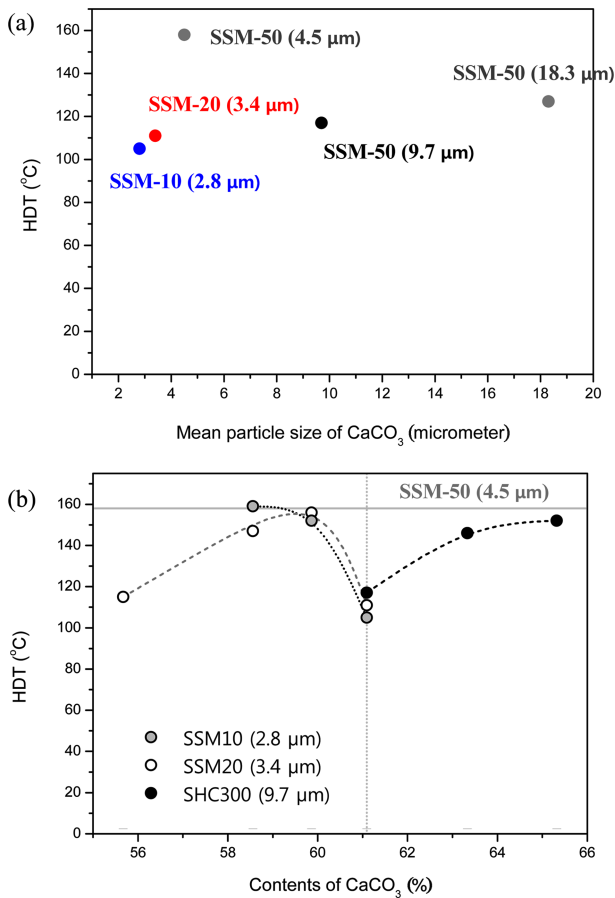 (a)
160
140
120
100
80
60
40
20
0
HDT (°C)
SSM-50 (4.5 µm)
SSM-50 (18.3 µm)
SSM-20 (3.4 µm)
SSM-50 (9.7 µm)
SSM-10 (2.8 µm)
2 4 6 8 10 12 14 16 18 20
Mean particle size of CaCO₃ (micrometer)
(b)
180
160
140
120
100
80
60
40
20
0
HDT (°C)
SSM-50 (4.5 µm)
SSM10 (2.8 µm)
SSM20 (3.4 µm)
SHC300 (9.7 µm)
56 58 60 62 64 66
Contents of CaCO₃ (%)